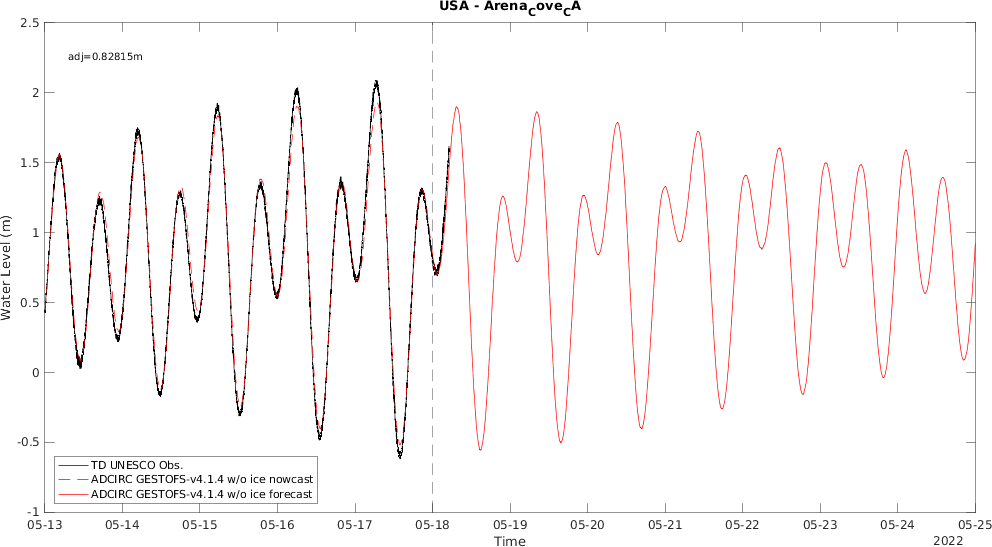 USA - Arena_Cove_CA
2.5
adj=0.82815m
2
1.5
1
0.5
0
-0.5
-1
Water Level (m)
TD UNESCO Obs.
ADCIRC GESTOFS-v4.1.4 w/o ice nowcast
ADCIRC GESTOFS-v4.1.4 w/o ice forecast
05-13 05-14 05-15 05-16 05-17 05-18 05-19 05-20 05-21 05-22 05-23 05-24 05-25
Time
2022